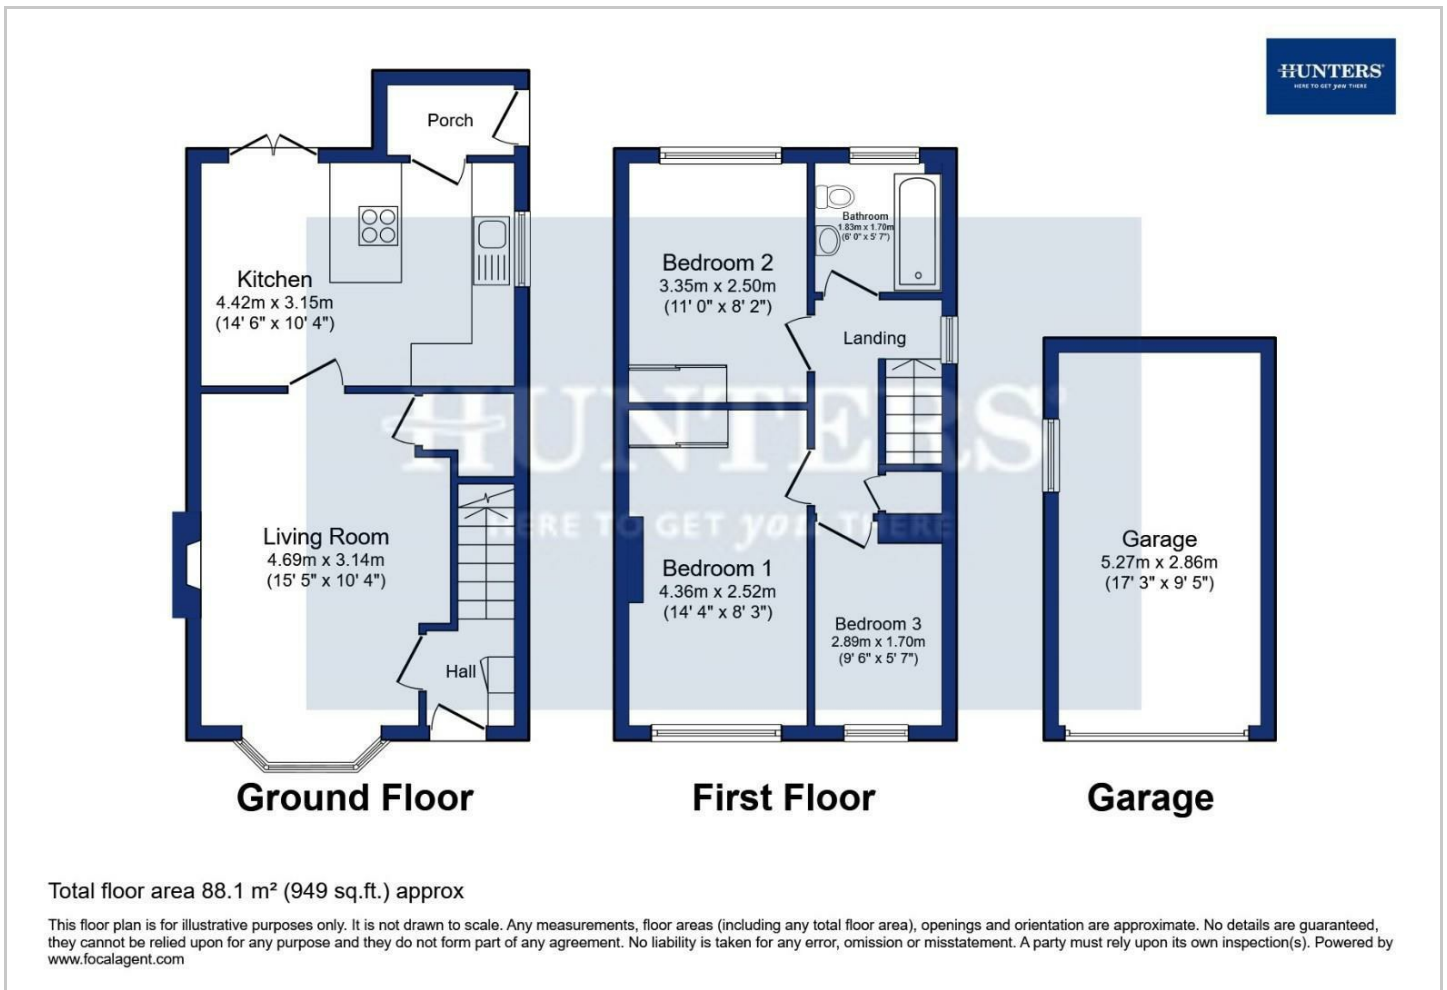 HUNTERS
HERE TO GET you THERE
Porch
Kitchen
4.42m x 3.15m
(14' 6" x 10' 4")
Living Room
4.69m x 3.14m
(15' 5" x 10' 4")
Hall
Ground Floor
Bedroom 2
3.35m x 2.50m
(11' 0" x 8' 2")
Bathroom
1.83m x 1.70m
(6' 0" x 5' 7")
Landing
Bedroom 1
4.36m x 2.52m
(14' 4" x 8' 3")
Bedroom 3
2.89m x 1.70m
(9' 6" x 5' 7")
First Floor
Garage
5.27m x 2.86m
(17' 3" x 9' 5")
Garage
HUNTERS
HERE TO GET you THERE
Total floor area 88.1 m² (949 sq.ft.) approx
This floor plan is for illustrative purposes only. It is not drawn to scale. Any measurements, floor areas (including any total floor area), openings and orientation are approximate. No details are guaranteed,
they cannot be relied upon for any purpose and they do not form part of any agreement. No liability is taken for any error, omission or misstatement. A party must rely upon its own inspection(s). Powered by
www.focalagent.com